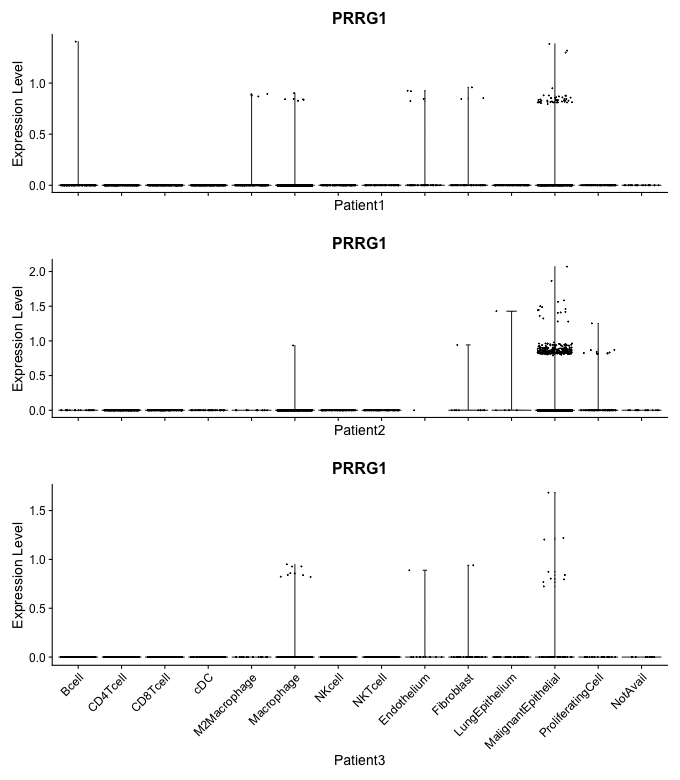 PRRG1
Expression Level
1.0
0.5
0.0
Patient1
PRRG1
Expression Level
2.0
1.5
1.0
0.5
0.0
Patient2
PRRG1
Expression Level
1.5
1.0
0.5
0.0
Bcell
CD4Tcell
CD8Tcell
cDC
M2Macrophage
Macrophage
NKcell
NKTcell
Endothelium
Fibroblast
LungEpithelium
MalignantEpithelial
ProliferatingCell
NotAvail
Patient3